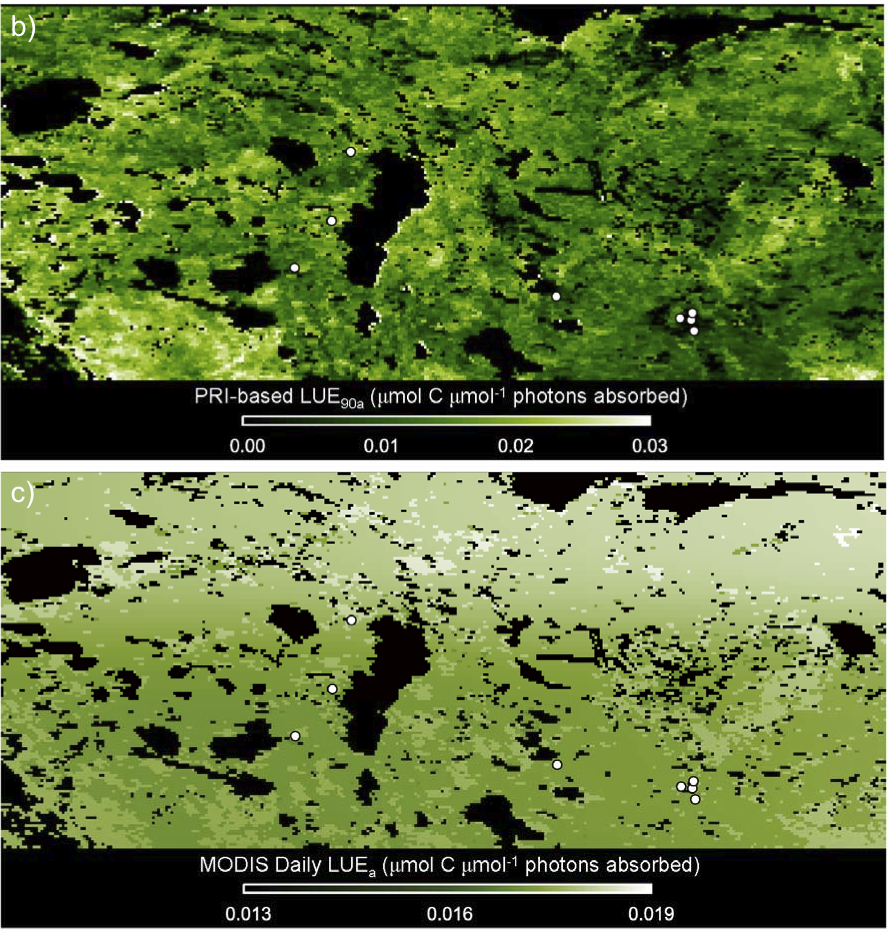 b)
PRI-based LUE90a (μmol C μmol-1 photons absorbed)
0.00 0.01 0.02 0.03
c)
MODIS Daily LUEa (μmol C μmol-1 photons absorbed)
0.013 0.016 0.019